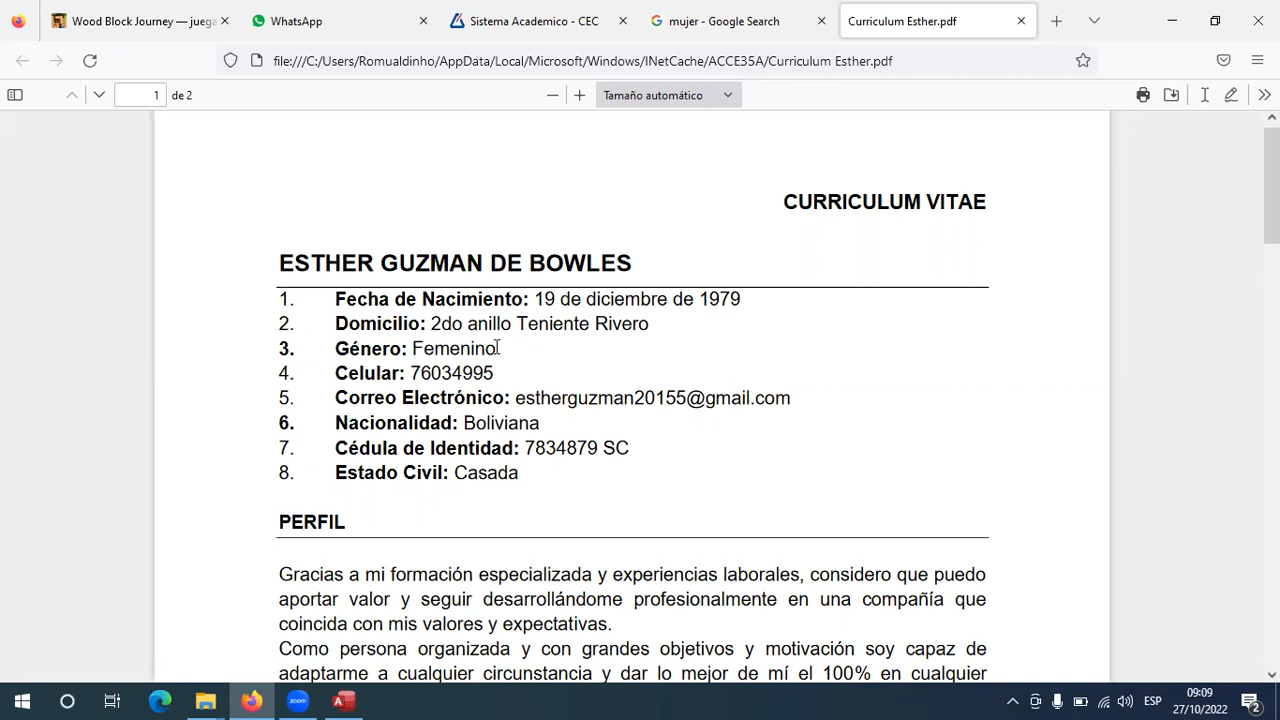 Wood Block Journey — juega
WhatsApp
Sistema Academico - CEC
mujer - Google Search
Curriculum Esther.pdf
file:///C:/Users/Romualdinho/AppData/Local/Microsoft/Windows/INetCache/ACCE35A/Curriculum Esther.pdf
1 de 2
Tamaño automático
CURRICULUM VITAE
ESTHER GUZMAN DE BOWLES
1. Fecha de Nacimiento: 19 de diciembre de 1979
2. Domicilio: 2do anillo Teniente Rivero
3. Género: Femenino
4. Celular: 76034995
5. Correo Electrónico: estherguzman20155@gmail.com
6. Nacionalidad: Boliviana
7. Cédula de Identidad: 7834879 SC
8. Estado Civil: Casada
PERFIL
Gracias a mi formación especializada y experiencias laborales, considero que puedo
aportar valor y seguir desarrollándome profesionalmente en una compañía que
coincida con mis valores y expectativas.
Como persona organizada y con grandes objetivos y motivación soy capaz de
adaptarme a cualquier circunstancia y dar lo mejor de mí el 100% en cualquier
zoom
ESP
09:09
27/10/2022
2